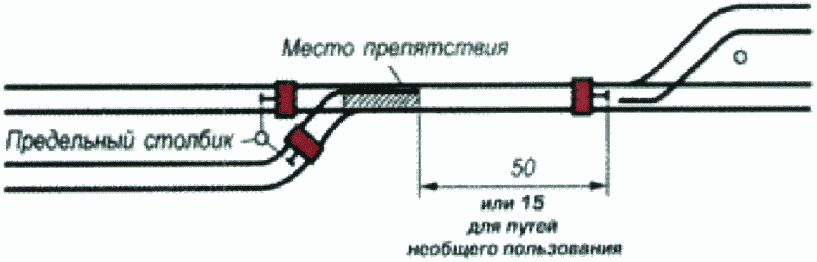 Место препятствия
Предельный столбик
50
или 15
для путей
необщего пользования